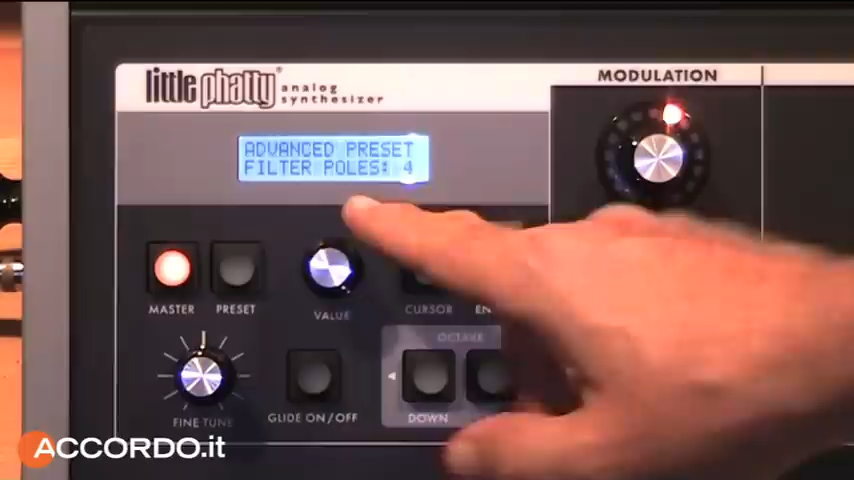 little phatty®
analog
synthesizer
MODULATION
ADVANCED PRESET
FILTER POLES: 4
MASTER
PRESET
VALUE
CURSOR
OCTAVE
FINE TUNE
GLIDE ON/OFF
DOWN
ACCORDO.it